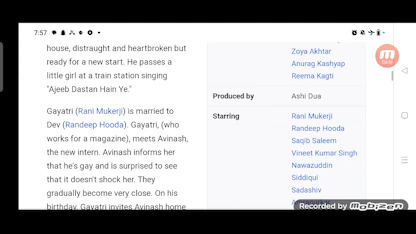 7:57
house, distraught and heartbroken but
ready for a new start. He passes a
little girl at a train station singing
"Ajeeb Dastan Hain Ye."
Gayatri (Rani Mukerji) is married to
Dev (Randeep Hooda). Gayatri, (who
works for a magazine), meets Avinash,
the new intern. Avinash informs her
that he's gay and is surprised to see
that it doesn't shock her. They
gradually become very close. On his
birthday, Gayatri invites Avinash home
Zoya Akhtar
Anurag Kashyap
Reema Kagti
Produced by Ashi Dua
Starring Rani Mukerji
Randeep Hooda
Saqib Saleem
Vineet Kumar Singh
Nawazuddin
Siddiqui
Sadashiv
Recorded by Mobizen